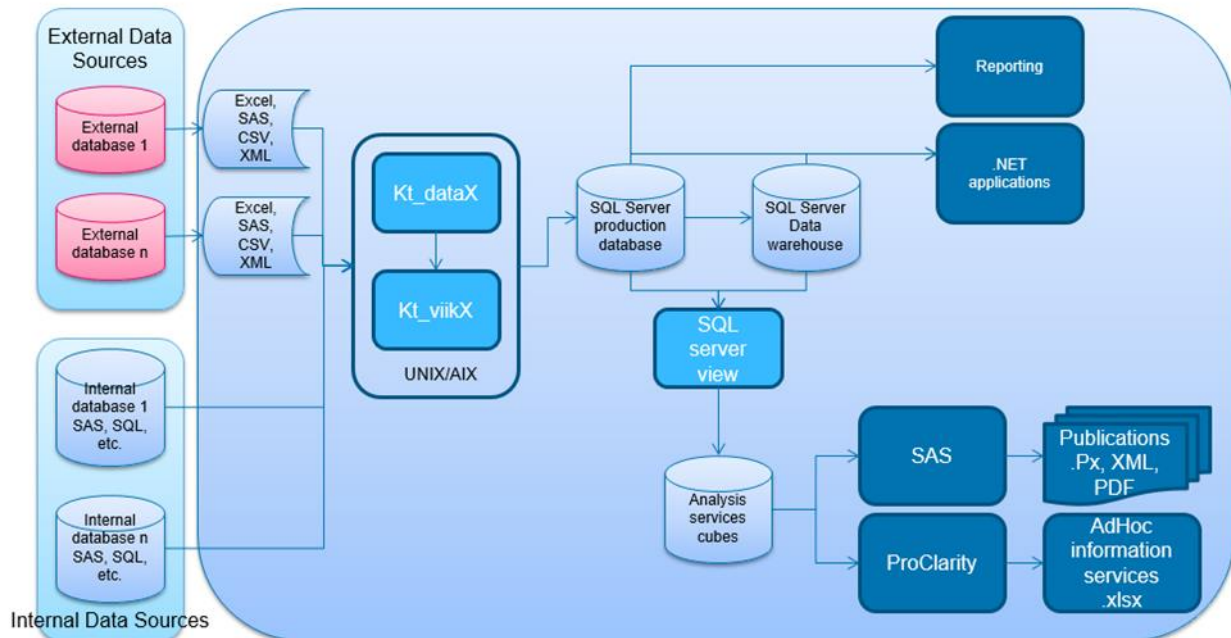 External Data
Sources
External
database 1
External
database n
Excel,
SAS,
CSV,
XML
Excel,
SAS,
CSV,
XML
Internal
database 1
SAS, SQL,
etc.
Internal
database n
SAS, SQL,
etc.
Internal Data Sources
Kt_dataX
Kt_viikX
UNIX/AIX
SQL Server
production
database
SQL Server
Data
warehouse
Reporting
.NET
applications
SQL
server
view
Analysis
services
cubes
SAS
Publications
.Px, XML,
PDF
ProClarity
AdHoc
information
services
.xlsx